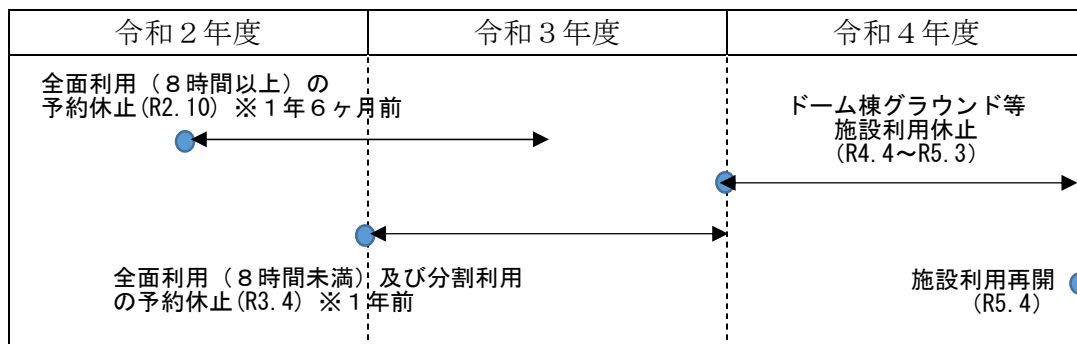 令和２年度
令和３年度
令和４年度
全面利用（８時間以上）の
予約休止(R2.10) ※１年６ヶ月前
ドーム棟グラウンド等
施設利用休止
(R4.4～R5.3)
全面利用（８時間未満）及び分割利用
の予約休止(R3.4) ※１年前
施設利用再開
(R5.4)